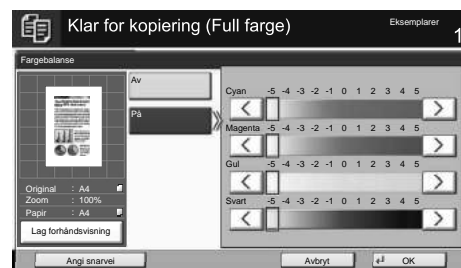 Klar for kopiering (Full farge)
Eksemplarer
1
Fargebalanse
Av
På
Cyan -5 -4 -3 -2 -1 0 1 2 3 4 5
Magenta -5 -4 -3 -2 -1 0 1 2 3 4 5
Gul -5 -4 -3 -2 -1 0 1 2 3 4 5
Svart -5 -4 -3 -2 -1 0 1 2 3 4 5
Original : A4
Zoom : 100%
Papir : A4
Lag forhåndsvisning
Angi snarvei
Avbryt
OK